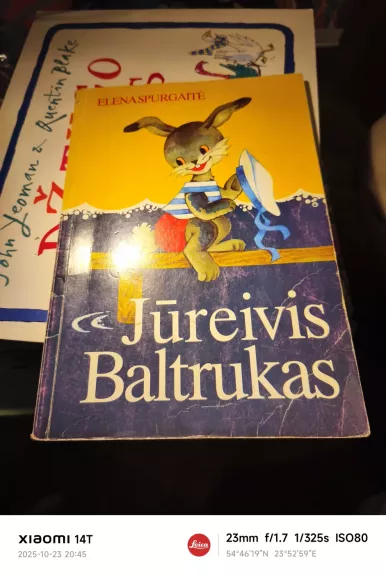 John Yeoman & Quentin Blake
ELENA SPURGAITĖ
Jūreivis
Baltrukas
XIAOMI 14T
2025-10-23 20:45
Leica
23mm f/1.7 1/325s ISO80
54°46'19"N 23°52'59"E